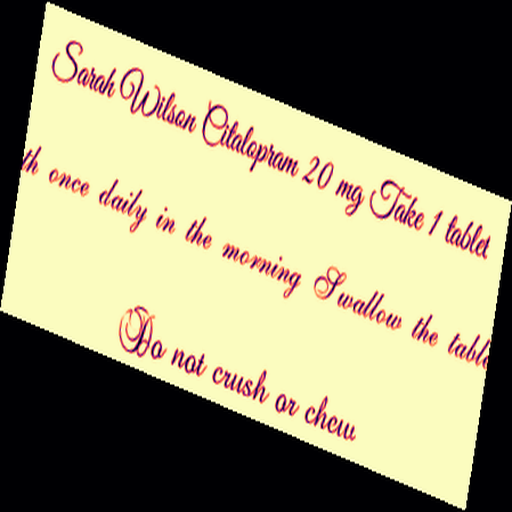 Sarah Wilson Citalopram 20 mg Take 1 tablet
once daily in the morning Swallow the
Do not crush or chew